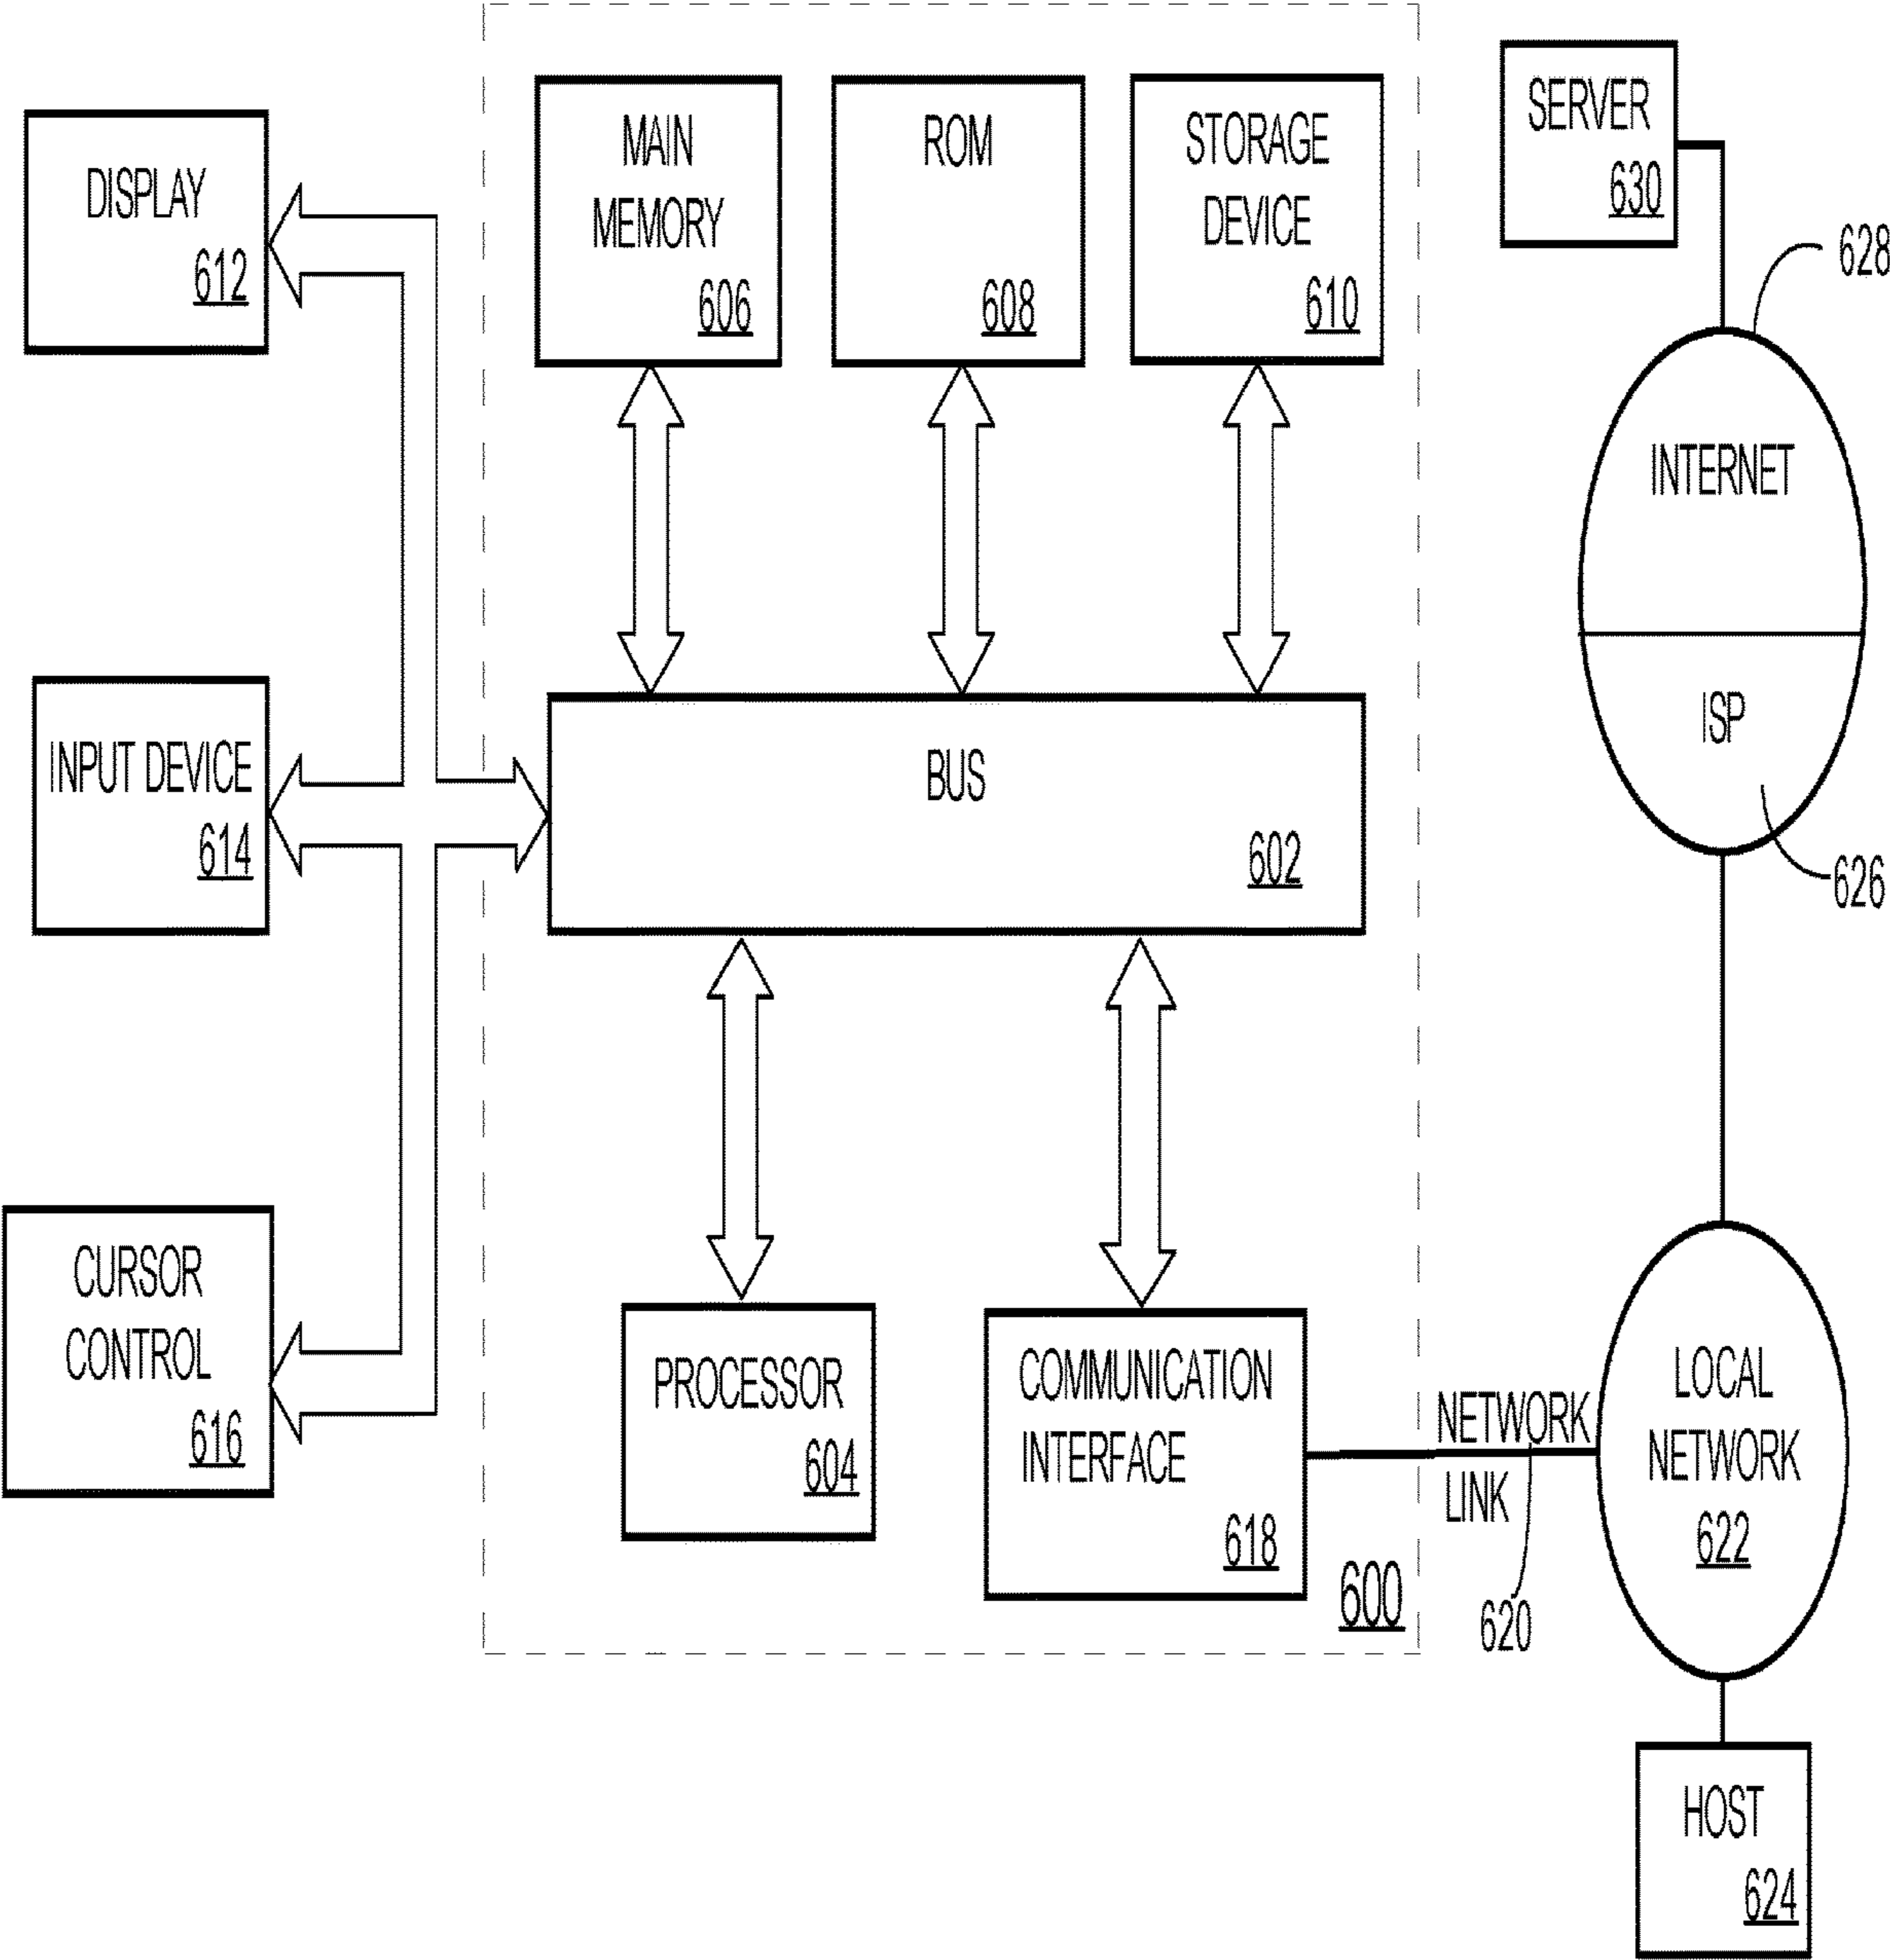 DISPLAY
612
INPUT DEVICE
614
CURSOR
CONTROL
616
MAIN
MEMORY
606
ROM
608
STORAGE
DEVICE
610
BUS
602
PROCESSOR
604
COMMUNICATION
INTERFACE
618
600
SERVER
630
628
INTERNET
ISP
626
NETWORK
LINK
620
LOCAL
NETWORK
622
HOST
624